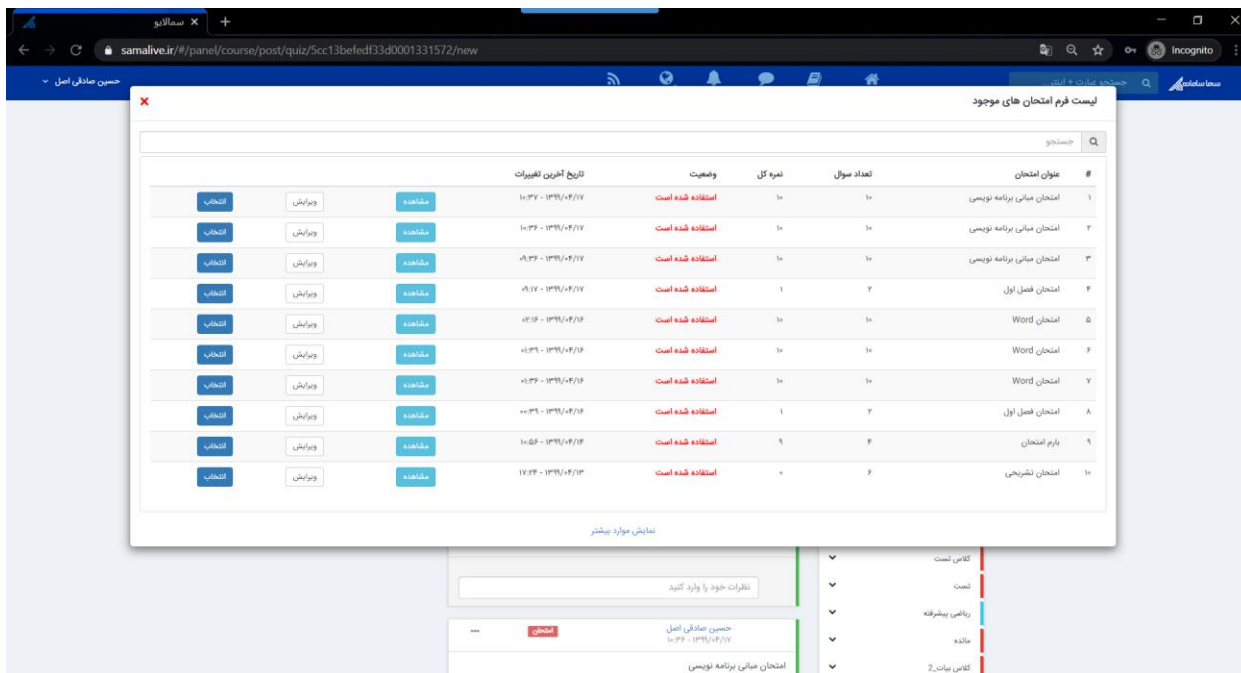 سمالایو
samalive.ir/#/panel/course/post/quiz/5cc13befedf33d0001331572/new
Incognito
جستجو عبارت + اینتر...
حسین صادقی اصل
لیست فرم امتحان های موجود
جستجو
# عنوان امتحان تعداد سوال نمره کل وضعیت تاریخ آخرین تغییرات
۱ امتحان مبانی برنامه نویسی ۱۰ ۱۰ استفاده شده است ۱۳۹۹/۰۴/۱۷ - ۱۰:۳۷ مشاهده ویرایش انتخاب
۲ امتحان مبانی برنامه نویسی ۱۰ ۱۰ استفاده شده است ۱۳۹۹/۰۴/۱۷ - ۱۰:۳۶ مشاهده ویرایش انتخاب
۳ امتحان مبانی برنامه نویسی ۱۰ ۱۰ استفاده شده است ۱۳۹۹/۰۴/۱۷ - ۰۹:۳۶ مشاهده ویرایش انتخاب
۴ امتحان فصل اول ۲ ۱ استفاده شده است ۱۳۹۹/۰۴/۱۷ - ۰۹:۱۷ مشاهده ویرایش انتخاب
۵ امتحان Word ۱۰ ۱۰ استفاده شده است ۱۳۹۹/۰۴/۱۶ - ۰۲:۱۶ مشاهده ویرایش انتخاب
۶ امتحان Word ۱۰ ۱۰ استفاده شده است ۱۳۹۹/۰۴/۱۶ - ۰۱:۳۹ مشاهده ویرایش انتخاب
۷ امتحان Word ۱۰ ۱۰ استفاده شده است ۱۳۹۹/۰۴/۱۶ - ۰۱:۳۶ مشاهده ویرایش انتخاب
۸ امتحان فصل اول ۲ ۱ استفاده شده است ۱۳۹۹/۰۴/۱۶ - ۰۰:۳۹ مشاهده ویرایش انتخاب
۹ بارم امتحان ۴ ۹ استفاده شده است ۱۳۹۹/۰۴/۱۴ - ۱۰:۵۶ مشاهده ویرایش انتخاب
۱۰ امتحان تشریحی ۶ ۰ استفاده شده است ۱۳۹۹/۰۴/۱۳ - ۱۷:۲۴ مشاهده ویرایش انتخاب
نمایش موارد بیشتر
کلاس تست
تست
ریاضی پیشرفته
مائده
کلاس بیات_2
نظرات خود را وارد کنید
حسین صادقی اصل
۱۳۹۹/۰۴/۱۷ - ۱۰:۳۶
امتحان
امتحان مبانی برنامه نویسی